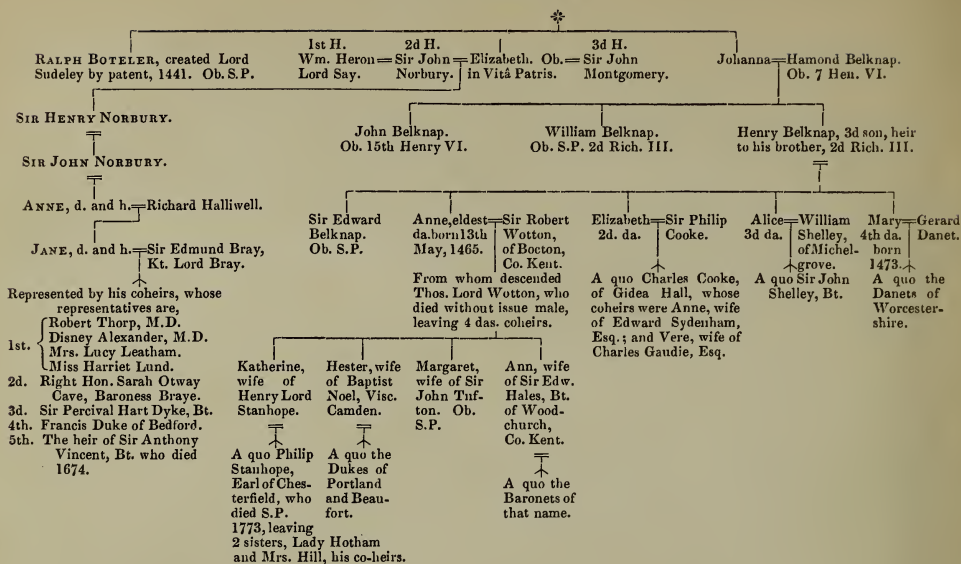 RALPH BOTELER, created Lord
Sudeley by patent, 1441. Ob. S.P.
1st H.
Wm. Heron
Lord Say.
2d H.
Sir John
Norbury.
Elizabeth. Ob.
in Vitâ Patris.
3d H.
Sir John
Montgomery.
Johanna
Hamond Belknap.
Ob. 7 Hen. VI.
SIR HENRY NORBURY.
SIR JOHN NORBURY.
ANNE, d. and h.
Richard Halliwell.
JANE, d. and h.
Sir Edmund Bray,
Kt. Lord Bray.
Represented by his coheirs, whose
representatives are,
1st.
Robert Thorp, M.D.
Disney Alexander, M.D.
Mrs. Lucy Leatham.
Miss Harriet Lund.
2d. Right Hon. Sarah Otway
Cave, Baroness Braye.
3d. Sir Percival Hart Dyke, Bt.
4th. Francis Duke of Bedford.
5th. The heir of Sir Anthony
Vincent, Bt. who died
1674.
John Belknap.
Ob. 15th Henry VI.
William Belknap.
Ob. S.P. 2d Rich. III.
Henry Belknap, 3d son, heir
to his brother, 2d Rich. III.
Sir Edward
Belknap.
Ob. S.P.
Anne, eldest
da. born 13th
May, 1465.
Sir Robert
Wotton,
of Bocton,
Co. Kent.
From whom descended
Thos. Lord Wotton, who
died without issue male,
leaving 4 das. coheirs.
Elizabeth
2d. da.
Sir Philip
Cooke.
A quo Charles Cooke,
of Gidea Hall, whose
coheirs were Anne, wife
of Edward Sydenham,
Esq.; and Vere, wife of
Charles Gaudie, Esq.
Alice
3d da.
William
Shelley,
of Michel-
grove.
A quo Sir John
Shelley, Bt.
Mary
4th da.
born
1473.
Gerard
Danet.
A quo the
Danets of
Worcester-
shire.
Katherine,
wife of
Henry Lord
Stanhope.
A quo Philip
Stanhope,
Earl of Ches-
terfield, who
died S.P.
1773, leaving
2 sisters, Lady Hotham
and Mrs. Hill, his co-heirs.
Hester, wife
of Baptist
Noel, Visc.
Camden.
A quo the
Dukes of
Portland
and Beau-
fort.
Margaret,
wife of Sir
John Tuf-
ton. Ob.
S.P.
Ann, wife
of Sir Edw.
Hales, Bt.
of Wood-
church,
Co. Kent.
A quo the
Baronets of
that name.